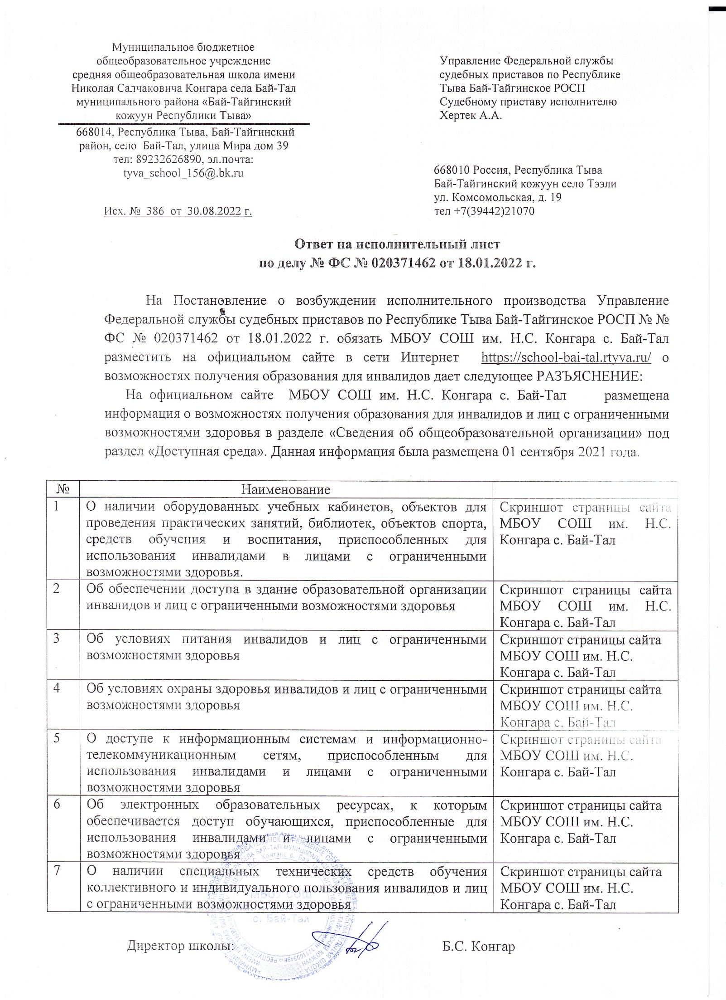 Муниципальное бюджетное
общеобразовательное учреждение
средняя общеобразовательная школа имени
Николая Салчаковича Конгара села Бай-Тал
муниципального района «Бай-Тайгинский
кожуун Республики Тыва»
668014, Республика Тыва, Бай-Тайгинский
район, село Бай-Тал, улица Мира дом 39
тел: 89232626890, эл.почта:
tyva_school_156@.bk.ru
Исх. № 386 от 30.08.2022 г.
Управление Федеральной службы
судебных приставов по Республике
Тыва Бай-Тайгинское РОСП
Судебному приставу исполнителю
Хертек А.А.
668010 Россия, Республика Тыва
Бай-Тайгинский кожуун село Тээли
ул. Комсомольская, д. 19
тел +7(39442)21070
Ответ на исполнительный лист
по делу № ФС № 020371462 от 18.01.2022 г.
На Постановление о возбуждении исполнительного производства Управление
Федеральной службы судебных приставов по Республике Тыва Бай-Тайгинское РОСП № №
ФС № 020371462 от 18.01.2022 г. обязать МБОУ СОШ им. Н.С. Конгара с. Бай-Тал
разместить на официальном сайте в сети Интернет https://school-bai-tal.rtyva.ru/ о
возможностях получения образования для инвалидов дает следующее РАЗЪЯСНЕНИЕ:
На официальном сайте МБОУ СОШ им. Н.С. Конгара с. Бай-Тал размещена
информация о возможностях получения образования для инвалидов и лиц с ограниченными
возможностями здоровья в разделе «Сведения об общеобразовательной организации» под
раздел «Доступная среда». Данная информация была размещена 01 сентября 2021 года.
№ Наименование
1 О наличии оборудованных учебных кабинетов, объектов для
проведения практических занятий, библиотек, объектов спорта,
средств обучения и воспитания, приспособленных для
использования инвалидами в лицами с ограниченными
возможностями здоровья.
Скриншот страницы сайта
МБОУ СОШ им. Н.С.
Конгара с. Бай-Тал
2 Об обеспечении доступа в здание образовательной организации
инвалидов и лиц с ограниченными возможностями здоровья
Скриншот страницы сайта
МБОУ СОШ им. Н.С.
Конгара с. Бай-Тал
3 Об условиях питания инвалидов и лиц с ограниченными
возможностями здоровья
Скриншот страницы сайта
МБОУ СОШ им. Н.С.
Конгара с. Бай-Тал
4 Об условиях охраны здоровья инвалидов и лиц с ограниченными
возможностями здоровья
Скриншот страницы сайта
МБОУ СОШ им. Н.С.
Конгара с. Бай-Тал
5 О доступе к информационным системам и информационно-
телекоммуникационным сетям, приспособленным для
использования инвалидами и лицами с ограниченными
возможностями здоровья
Скриншот страницы сайта
МБОУ СОШ им. Н.С.
Конгара с. Бай-Тал
6 Об электронных образовательных ресурсах, к которым
обеспечивается доступ обучающихся, приспособленные для
использования инвалидами и лицами с ограниченными
возможностями здоровья
Скриншот страницы сайта
МБОУ СОШ им. Н.С.
Конгара с. Бай-Тал
7 О наличии специальных технических средств обучения
коллективного и индивидуального пользования инвалидов и лиц
с ограниченными возможностями здоровья
Скриншот страницы сайта
МБОУ СОШ им. Н.С.
Конгара с. Бай-Тал
МБОУ СОШ
с. Бай-Тал
Директор школы: Б.С. Конгар